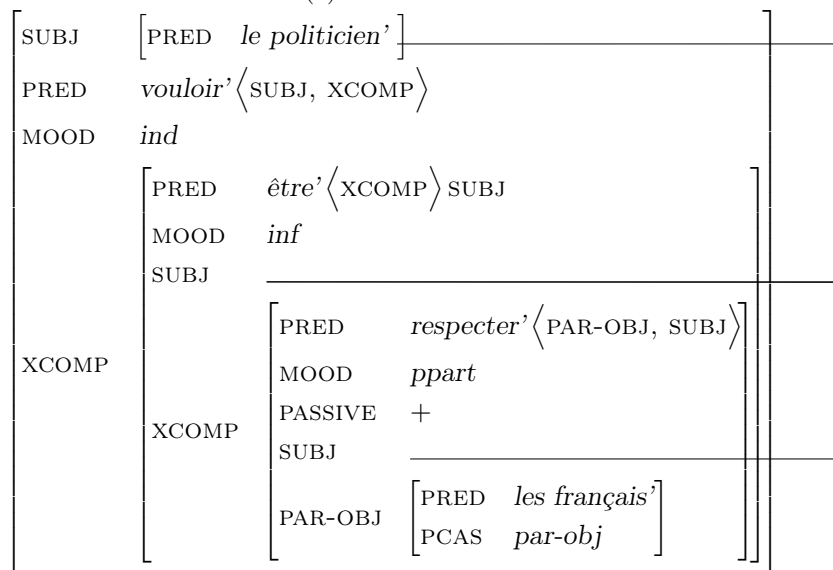 SUBJ [PRED le politicien’]
PRED vouloir’⟨SUBJ, XCOMP⟩
MOOD ind
PRED être’⟨XCOMP⟩SUBJ
MOOD inf
SUBJ
PRED respecter’⟨PAR-OBJ, SUBJ⟩
XCOMP
MOOD ppart
PASSIVE +
XCOMP
SUBJ
PRED les français’
PAR-OBJ
PCAS par-obj